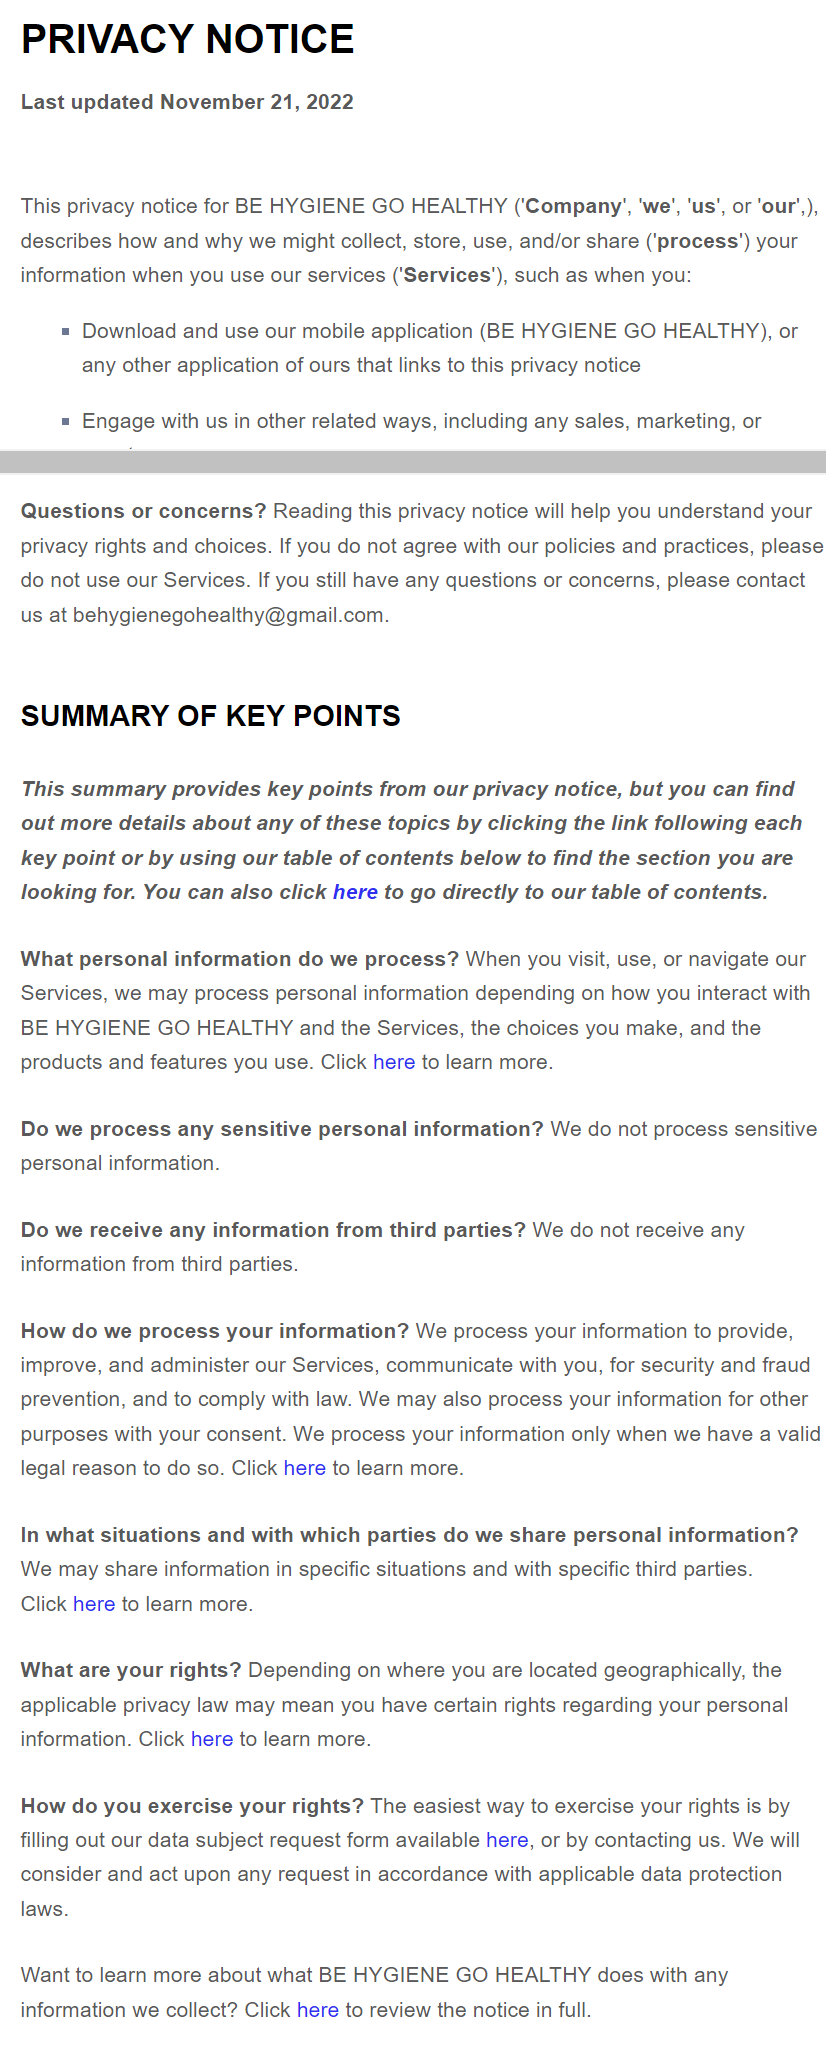 PRIVACY NOTICE
Last updated November 21, 2022
This privacy notice for BE HYGIENE GO HEALTHY ('Company', 'we', 'us', or 'our',),
describes how and why we might collect, store, use, and/or share ('process') your
information when you use our services ('Services'), such as when you:
▪ Download and use our mobile application (BE HYGIENE GO HEALTHY), or
any other application of ours that links to this privacy notice
▪ Engage with us in other related ways, including any sales, marketing, or
Questions or concerns? Reading this privacy notice will help you understand your
privacy rights and choices. If you do not agree with our policies and practices, please
do not use our Services. If you still have any questions or concerns, please contact
us at behygienegohealthy@gmail.com.
SUMMARY OF KEY POINTS
This summary provides key points from our privacy notice, but you can find
out more details about any of these topics by clicking the link following each
key point or by using our table of contents below to find the section you are
looking for. You can also click here to go directly to our table of contents.
What personal information do we process? When you visit, use, or navigate our
Services, we may process personal information depending on how you interact with
BE HYGIENE GO HEALTHY and the Services, the choices you make, and the
products and features you use. Click here to learn more.
Do we process any sensitive personal information? We do not process sensitive
personal information.
Do we receive any information from third parties? We do not receive any
information from third parties.
How do we process your information? We process your information to provide,
improve, and administer our Services, communicate with you, for security and fraud
prevention, and to comply with law. We may also process your information for other
purposes with your consent. We process your information only when we have a valid
legal reason to do so. Click here to learn more.
In what situations and with which parties do we share personal information?
We may share information in specific situations and with specific third parties.
Click here to learn more.
What are your rights? Depending on where you are located geographically, the
applicable privacy law may mean you have certain rights regarding your personal
information. Click here to learn more.
How do you exercise your rights? The easiest way to exercise your rights is by
filling out our data subject request form available here, or by contacting us. We will
consider and act upon any request in accordance with applicable data protection
laws.
Want to learn more about what BE HYGIENE GO HEALTHY does with any
information we collect? Click here to review the notice in full.